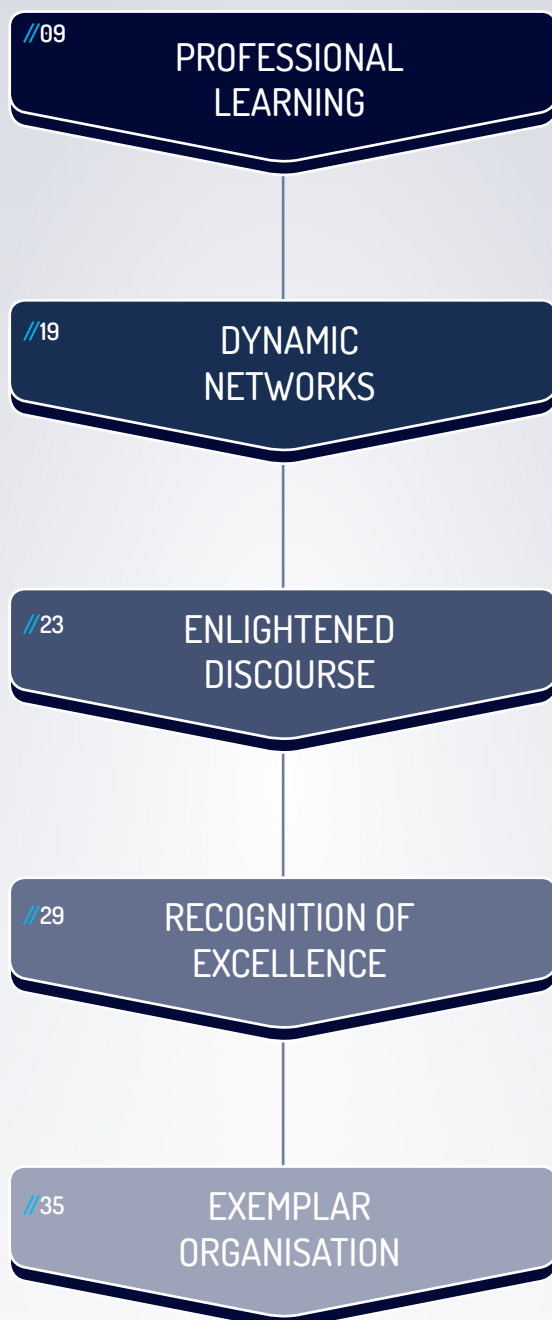 //09
PROFESSIONAL
LEARNING
//19
DYNAMIC
NETWORKS
//23
ENLIGHTENED
DISCOURSE
//29
RECOGNITION OF
EXCELLENCE
//35
EXEMPLAR
ORGANISATION